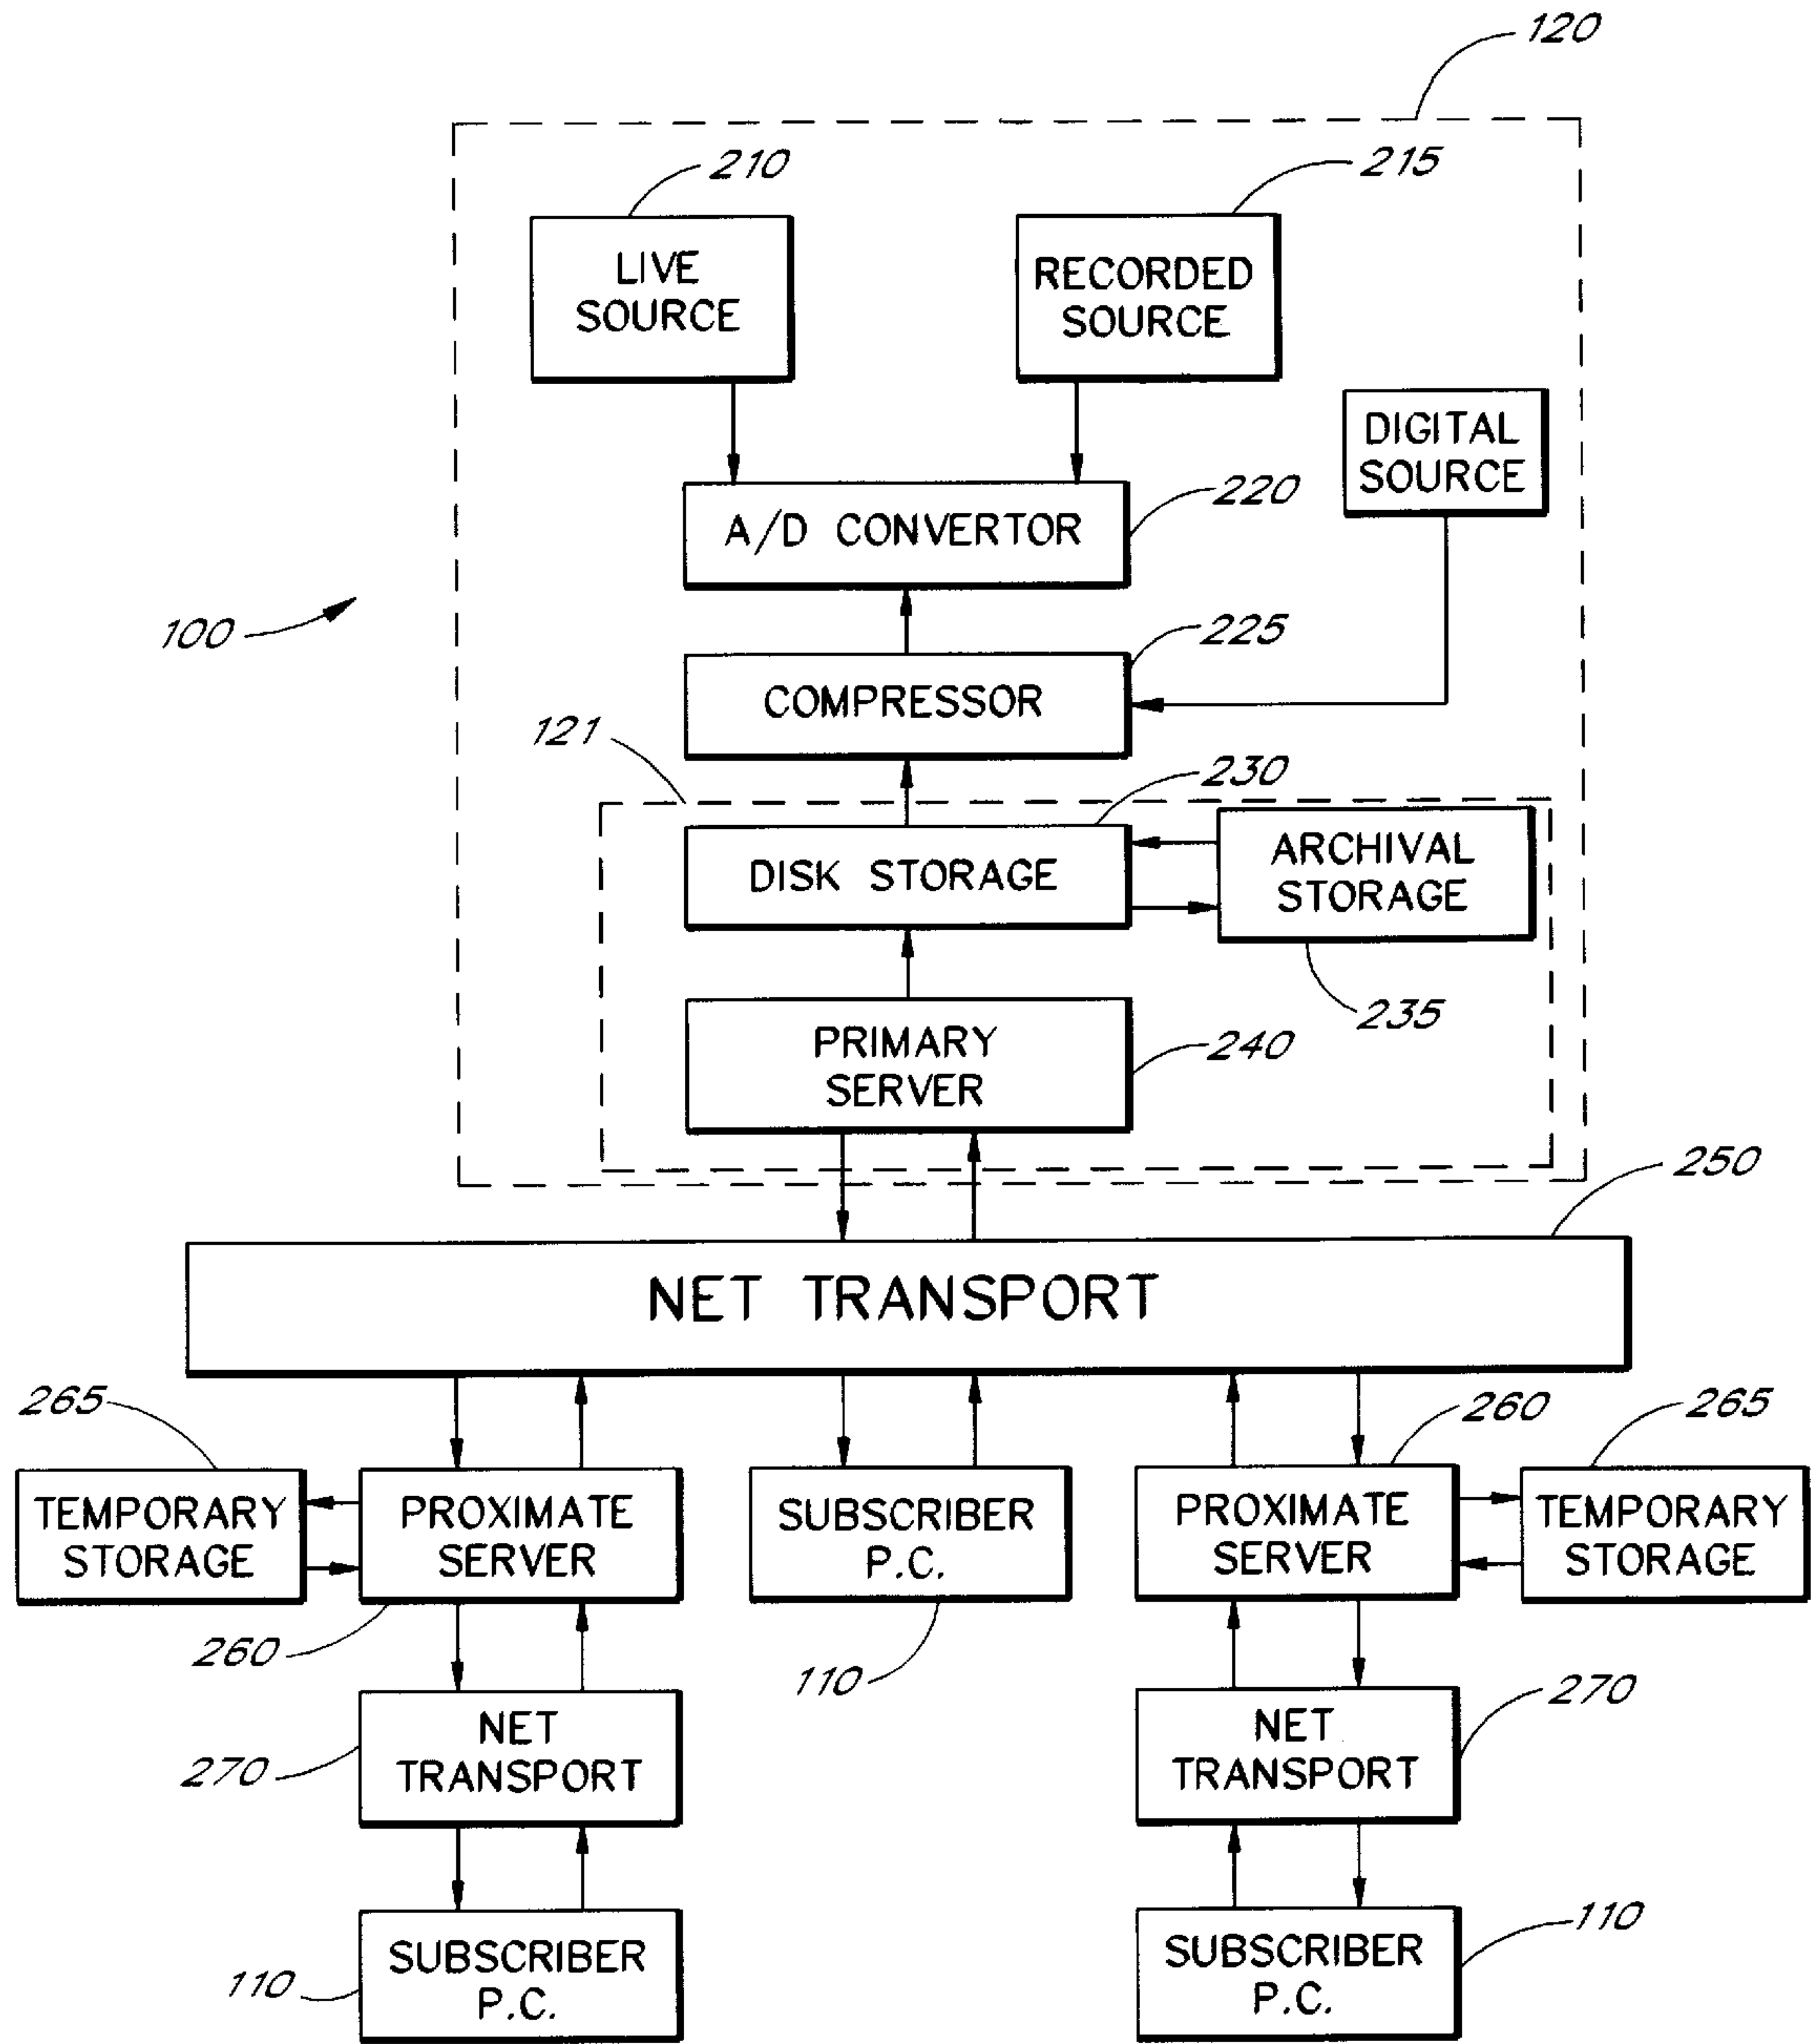 120
210
215
LIVE
SOURCE
RECORDED
SOURCE
DIGITAL
SOURCE
220
A/D CONVERTOR
100
225
COMPRESSOR
121
230
DISK STORAGE
ARCHIVAL
STORAGE
235
PRIMARY
SERVER
240
250
NET TRANSPORT
265
260
265
TEMPORARY
STORAGE
PROXIMATE
SERVER
SUBSCRIBER
P.C.
PROXIMATE
SERVER
TEMPORARY
STORAGE
260
110
270
NET
TRANSPORT
270
NET
TRANSPORT
110
SUBSCRIBER
P.C.
110
SUBSCRIBER
P.C.